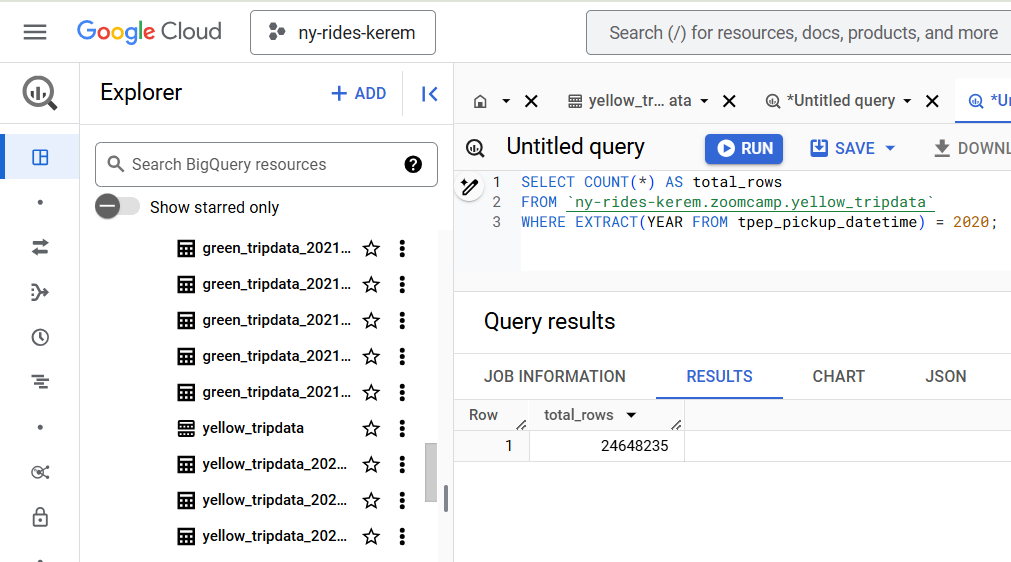 Google Cloud
ny-rides-kerem
Search (/) for resources, docs, products, and more
Explorer
+ ADD
yellow_tr... ata
*Untitled query
*Un
Search BigQuery resources
Show starred only
green_tripdata_2021...
green_tripdata_2021...
green_tripdata_2021...
green_tripdata_2021...
green_tripdata_2021...
yellow_tripdata
yellow_tripdata_202...
yellow_tripdata_202...
yellow_tripdata_202...
Untitled query
RUN
SAVE
DOWNL
1 SELECT COUNT(*) AS total_rows
2 FROM `ny-rides-kerem.zoomcamp.yellow_tripdata`
3 WHERE EXTRACT(YEAR FROM tpep_pickup_datetime) = 2020;
Query results
JOB INFORMATION RESULTS CHART JSON
Row total_rows
1 24648235